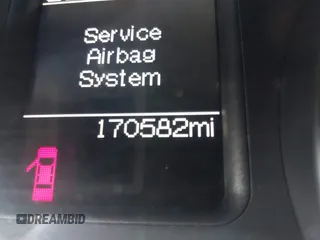 Service
Airbag
System
170582mi
DREAMBID